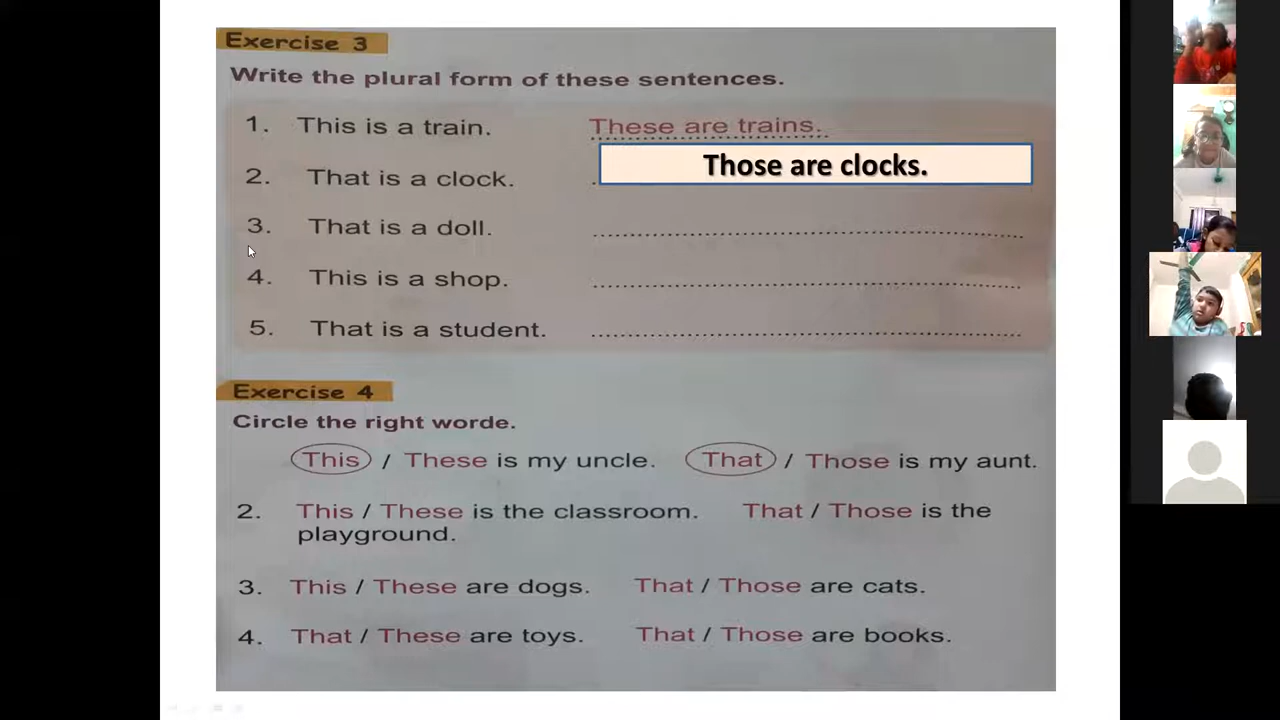 Exercise 3
Write the plural form of these sentences.
1. This is a train. These are trains.
Those are clocks.
2. That is a clock.
3. That is a doll.
4. This is a shop.
5. That is a student.
Exercise 4
Circle the right worde.
This / These is my uncle. That / Those is my aunt.
2. This / These is the classroom. That / Those is the
playground.
3. This / These are dogs. That / Those are cats.
4. That / These are toys. That / Those are books.